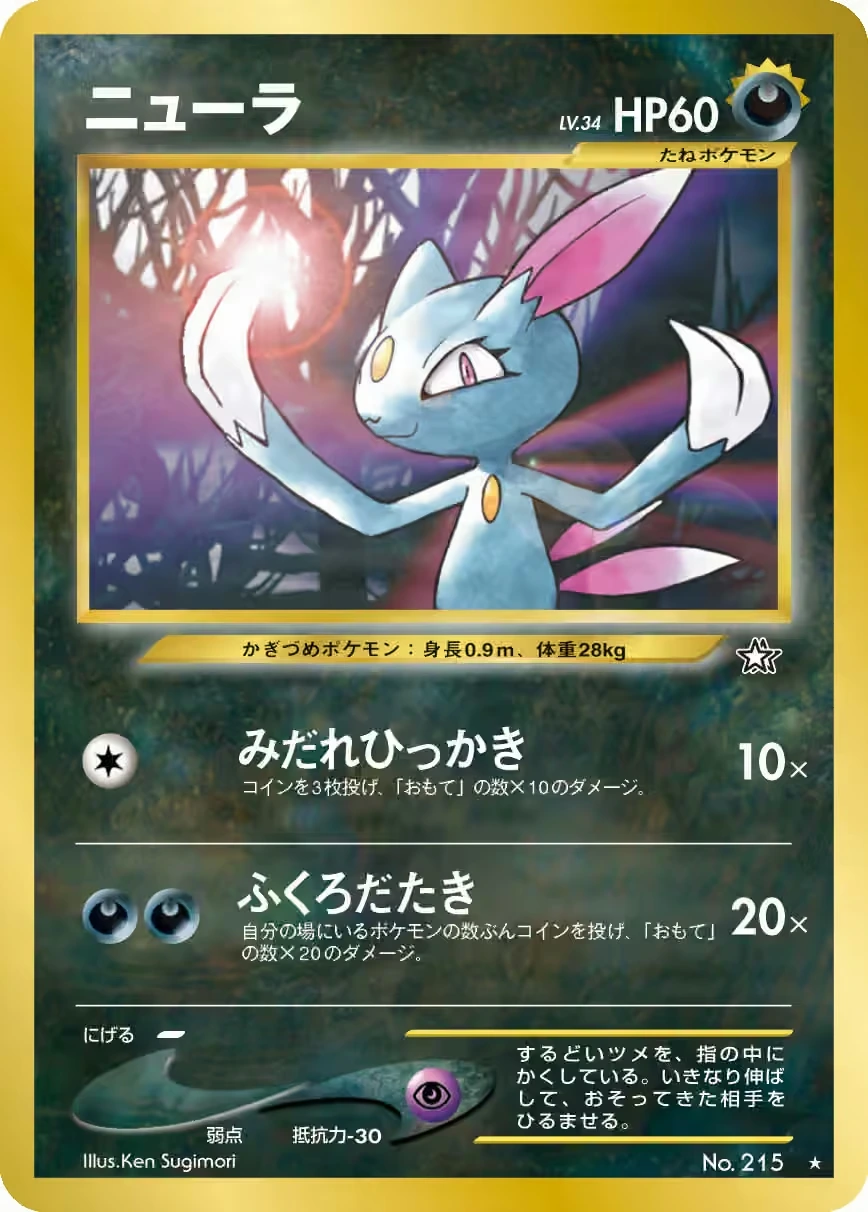 ニューラ
LV.34 HP60
たねポケモン
かぎづめポケモン：身長0.9m、体重28kg
みだれひっかき 10×
コインを3枚投げ、「おもて」の数×10のダメージ。
ふくろだたき 20×
自分の場にいるポケモンの数ぶんコインを投げ、「おもて」
の数×20のダメージ。
にげる
弱点 抵抗力-30
するどいツメを、指の中に
かくしている。いきなり伸ば
して、おそってきた相手を
ひるませる。
Illus.Ken Sugimori
No. 215 ★